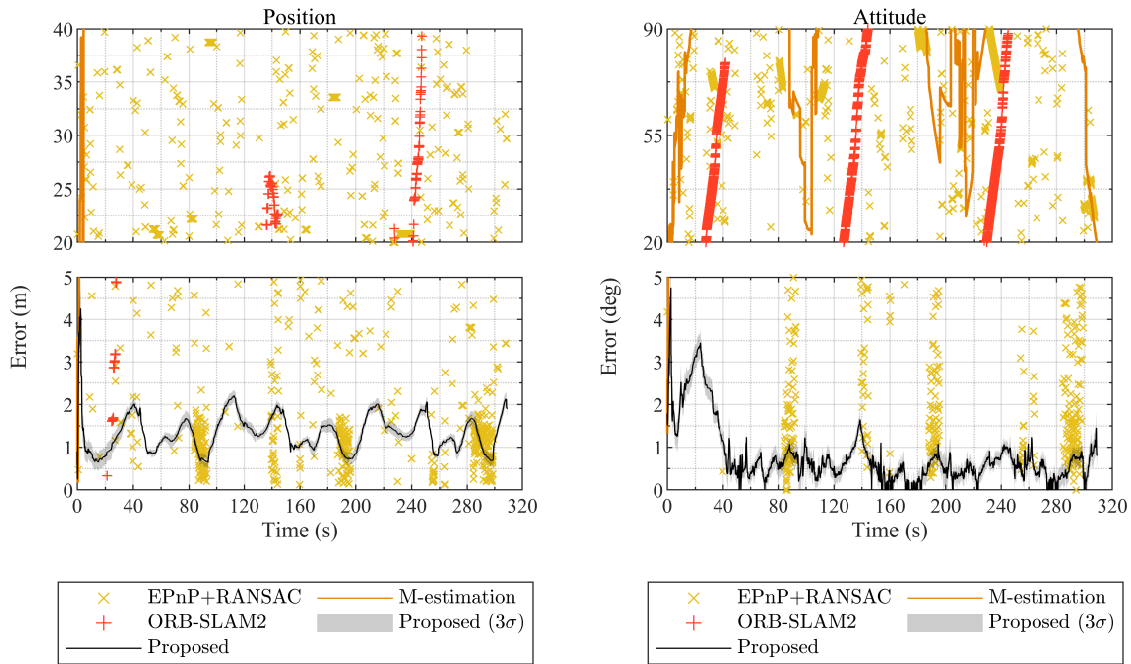 Position
40
35
30
25
20
5
4
3
2
1
0
Error (m)
0 40 80 120 160 200 240 280 320
Time (s)
× EPnP+RANSAC M-estimation
+ ORB-SLAM2 Proposed (3σ)
Proposed
Attitude
90
55
20
5
4
3
2
1
0
Error (deg)
0 40 80 120 160 200 240 280 320
Time (s)
× EPnP+RANSAC M-estimation
+ ORB-SLAM2 Proposed (3σ)
Proposed